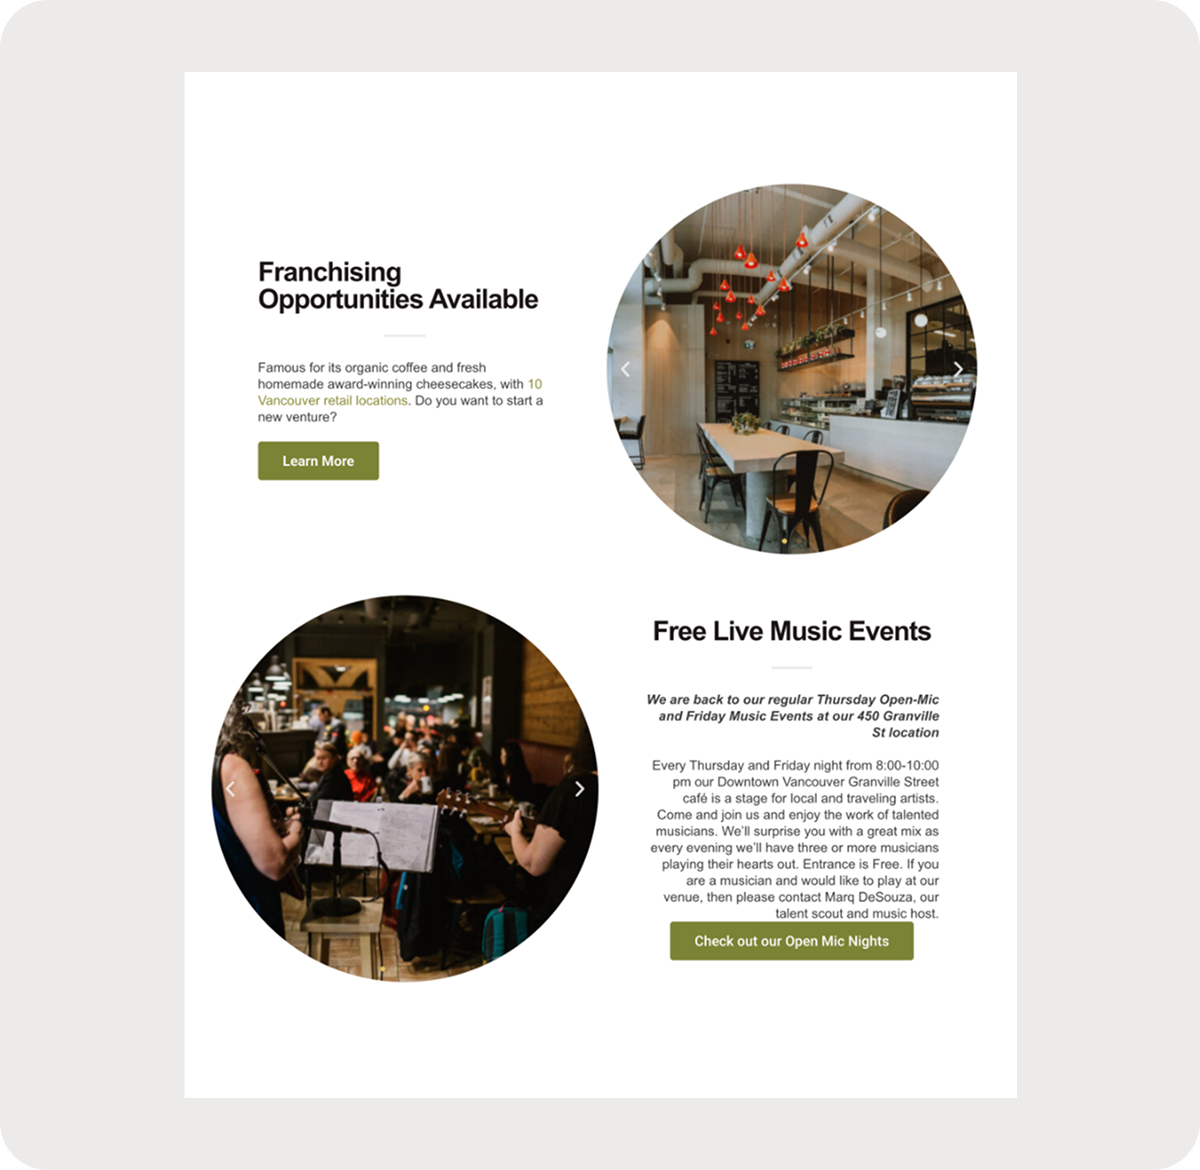 Franchising
Opportunities Available
Famous for its organic coffee and fresh
homemade award-winning cheesecakes, with 10
Vancouver retail locations. Do you want to start a
new venture?
Learn More
Free Live Music Events
We are back to our regular Thursday Open-Mic
and Friday Music Events at our 450 Granville
St location
Every Thursday and Friday night from 8:00-10:00
pm our Downtown Vancouver Granville Street
café is a stage for local and traveling artists.
Come and join us and enjoy the work of talented
musicians. We’ll surprise you with a great mix as
every evening we’ll have three or more musicians
playing their hearts out. Entrance is Free. If you
are a musician and would like to play at our
venue, then please contact Marq DeSouza, our
talent scout and music host.
Check out our Open Mic Nights